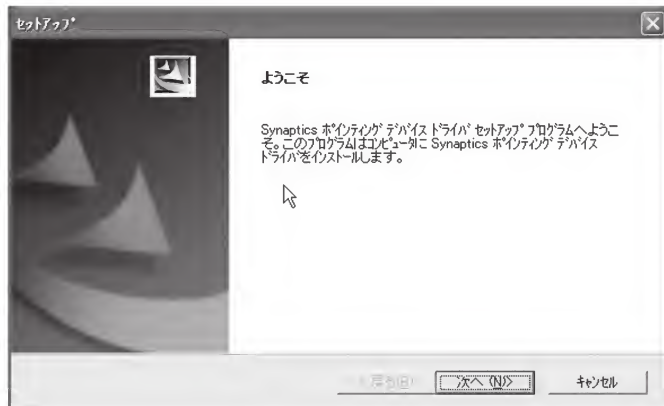 セットアップ
ようこそ
Synaptics ポインティング デバイス ドライバ セットアップ プログラムへようこ
そ。このプログラムはコンピュータに Synaptics ポインティング デバイス
ドライバをインストールします。
< 戻る(B)
次へ (N)>
キャンセル